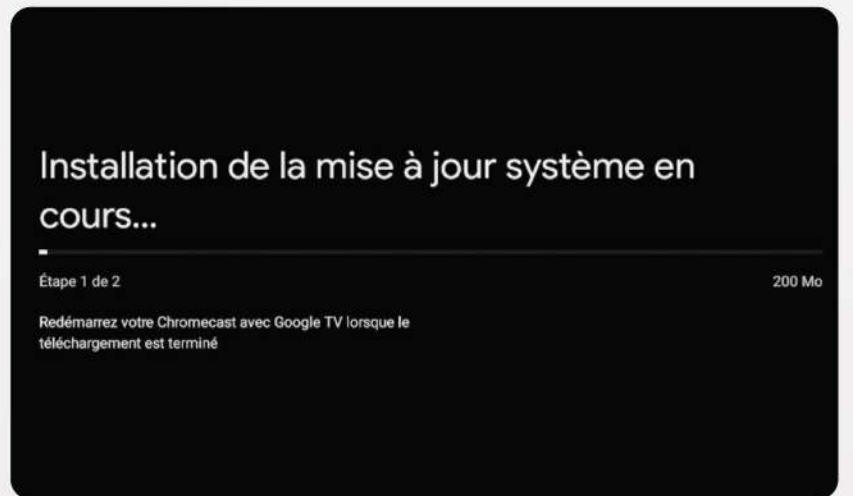 Installation de la mise à jour système en
cours...
Étape 1 de 2
200 Mo
Redémarrez votre Chromecast avec Google TV lorsque le
téléchargement est terminé